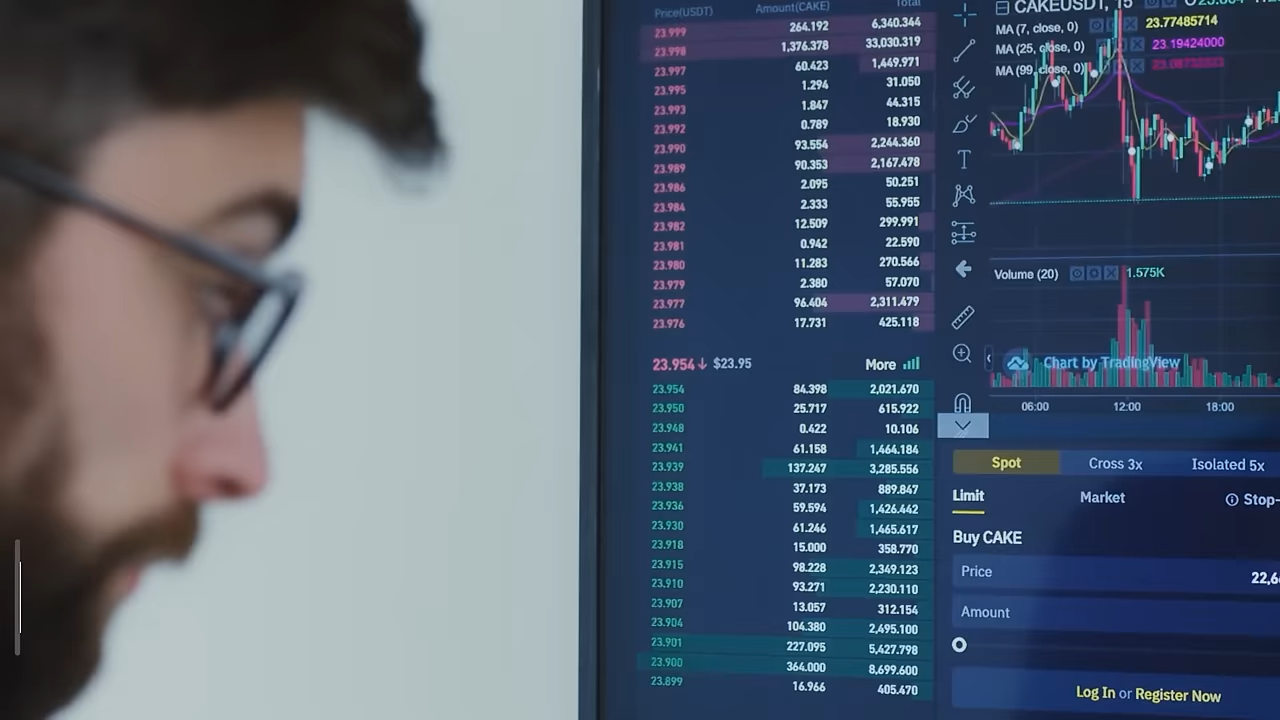 Price(USDT) Amount(CAKE) Total
23.999 264.192 6,340.344
23.998 1,376.378 33,030.319
23.997 60.423 1,449.971
23.995 1.294 31.050
23.993 1.847 44.315
23.992 0.789 18.930
23.990 93.554 2,244.360
23.989 90.353 2,167.478
23.986 2.095 50.251
23.984 2.333 55.955
23.982 12.509 299.991
23.981 0.942 22.590
23.980 11.283 270.566
23.979 2.380 57.070
23.977 96.404 2,311.479
23.976 17.731 425.118
23.954↓ $23.95 More
23.954 84.398 2,021.670
23.950 25.717 615.922
23.948 0.422 10.106
23.941 61.158 1,464.184
23.939 137.247 3,285.556
23.938 37.173 889.847
23.936 59.594 1,426.442
23.930 61.246 1,465.617
23.918 15.000 358.770
23.915 98.228 2,349.123
23.910 93.271 2,230.110
23.907 13.057 312.154
23.904 104.380 2,495.100
23.901 227.095 5,427.798
23.900 364.000 8,699.600
23.899 16.966 405.470
CAKEUSDT, 15
MA (7, close, 0) 23.77485714
MA (25, close, 0) 23.19424000
MA (99, close, 0)
Volume (20) 1.575K
Chart by TradingView
06:00 12:00 18:00
Spot Cross 3x Isolated 5x
Limit Market Stop-
Buy CAKE
Price 22,6
Amount
Log In or Register Now